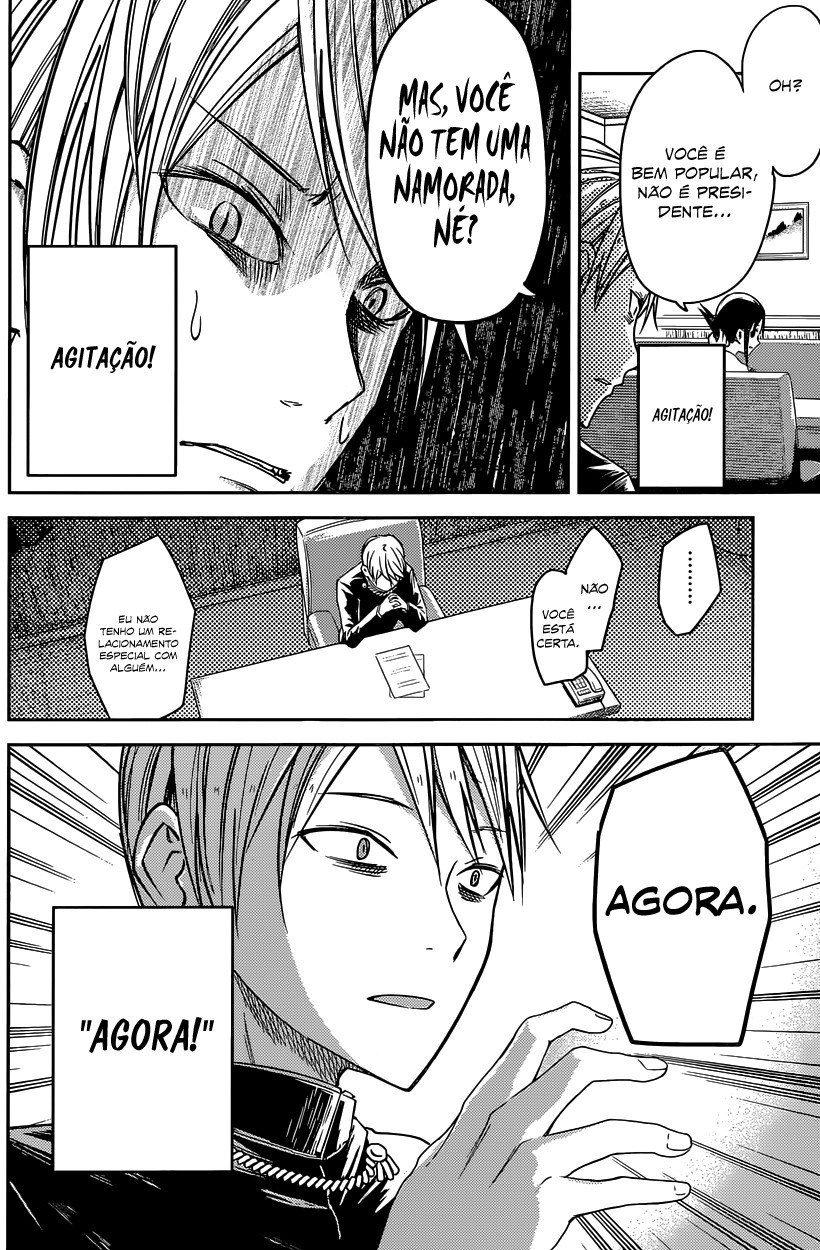 OH?
VOCÊ É
BEM POPULAR,
NÃO É PRESI-
DENTE...
AGITAÇÃO!
MAS, VOCÊ
NÃO TEM UMA
NAMORADA,
NÉ?
AGITAÇÃO!
.........
NÃO
...
VOCÊ
ESTÁ
CERTA.
EU NÃO
TENHO UM RE-
LACIONAMENTO
ESPECIAL COM
ALGUÉM...
AGORA.
"AGORA!"